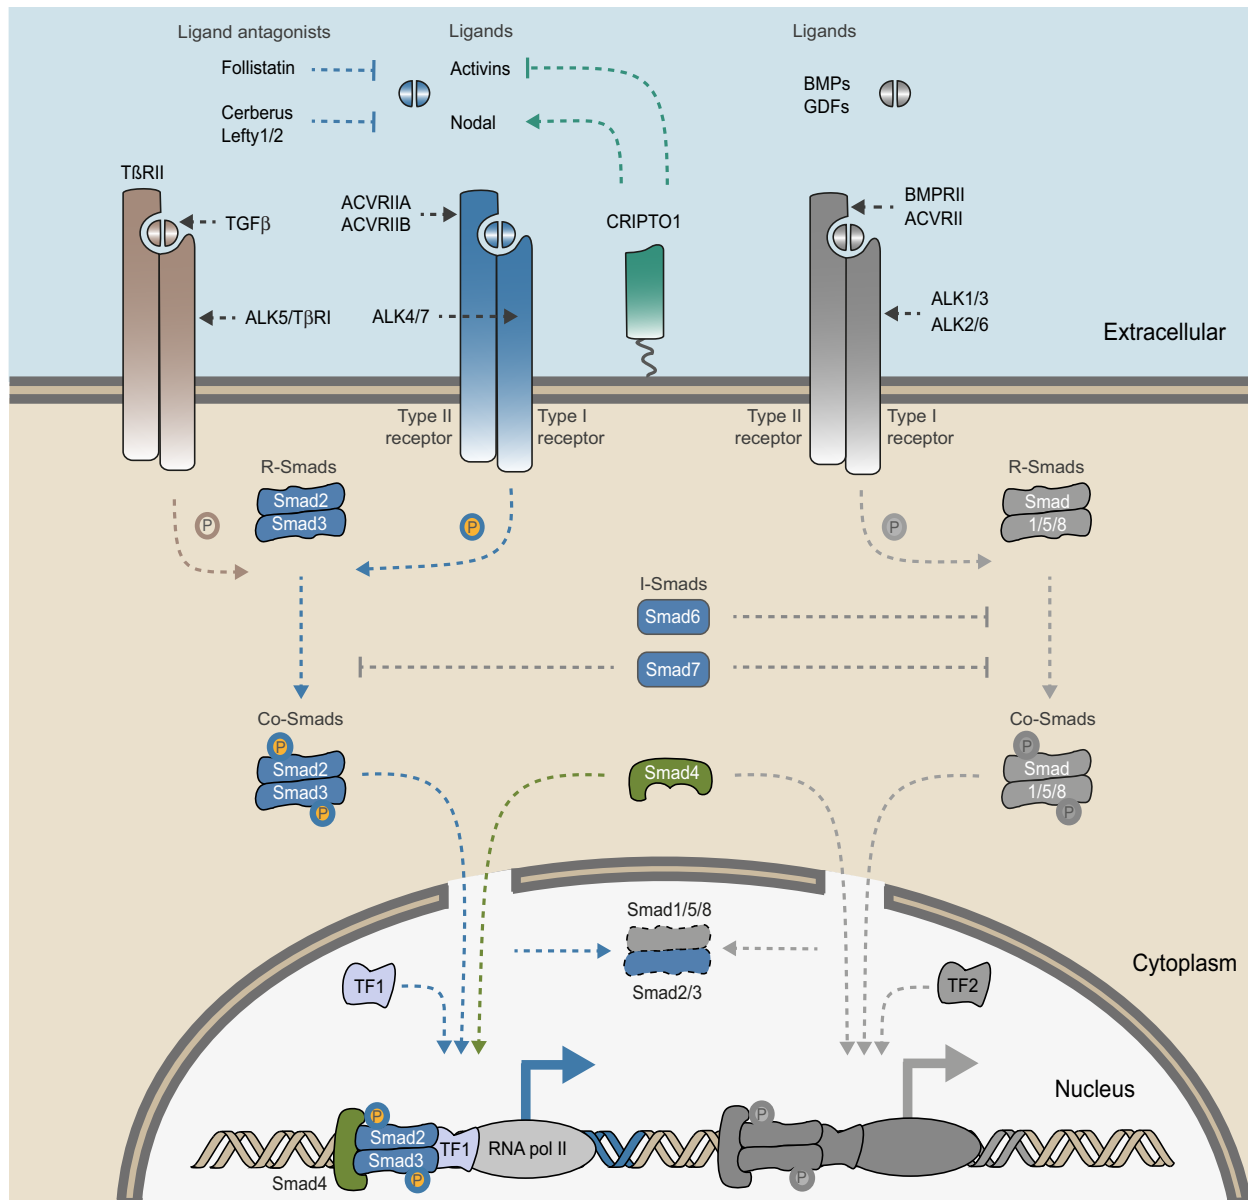 Ligand antagonists
Ligands
Ligands
Follistatin
Activins
BMPs
GDFs
Cerberus
Lefty1/2
Nodal
TßRII
TGFβ
ACVRIIA
ACVRIIB
CRIPTO1
BMPRII
ACVRII
ALK5/TβRI
ALK4/7
ALK1/3
ALK2/6
Extracellular
Type II
receptor
Type I
receptor
Type II
receptor
Type I
receptor
R-Smads
Smad2
Smad3
P
P
P
R-Smads
Smad
1/5/8
I-Smads
Smad6
Smad7
Co-Smads
P
Smad2
Smad3
P
Smad4
Co-Smads
P
Smad
1/5/8
P
Smad1/5/8
Smad2/3
Cytoplasm
TF1
TF2
Nucleus
P
Smad2
Smad3
P
TF1
RNA pol II
Smad4
P
P